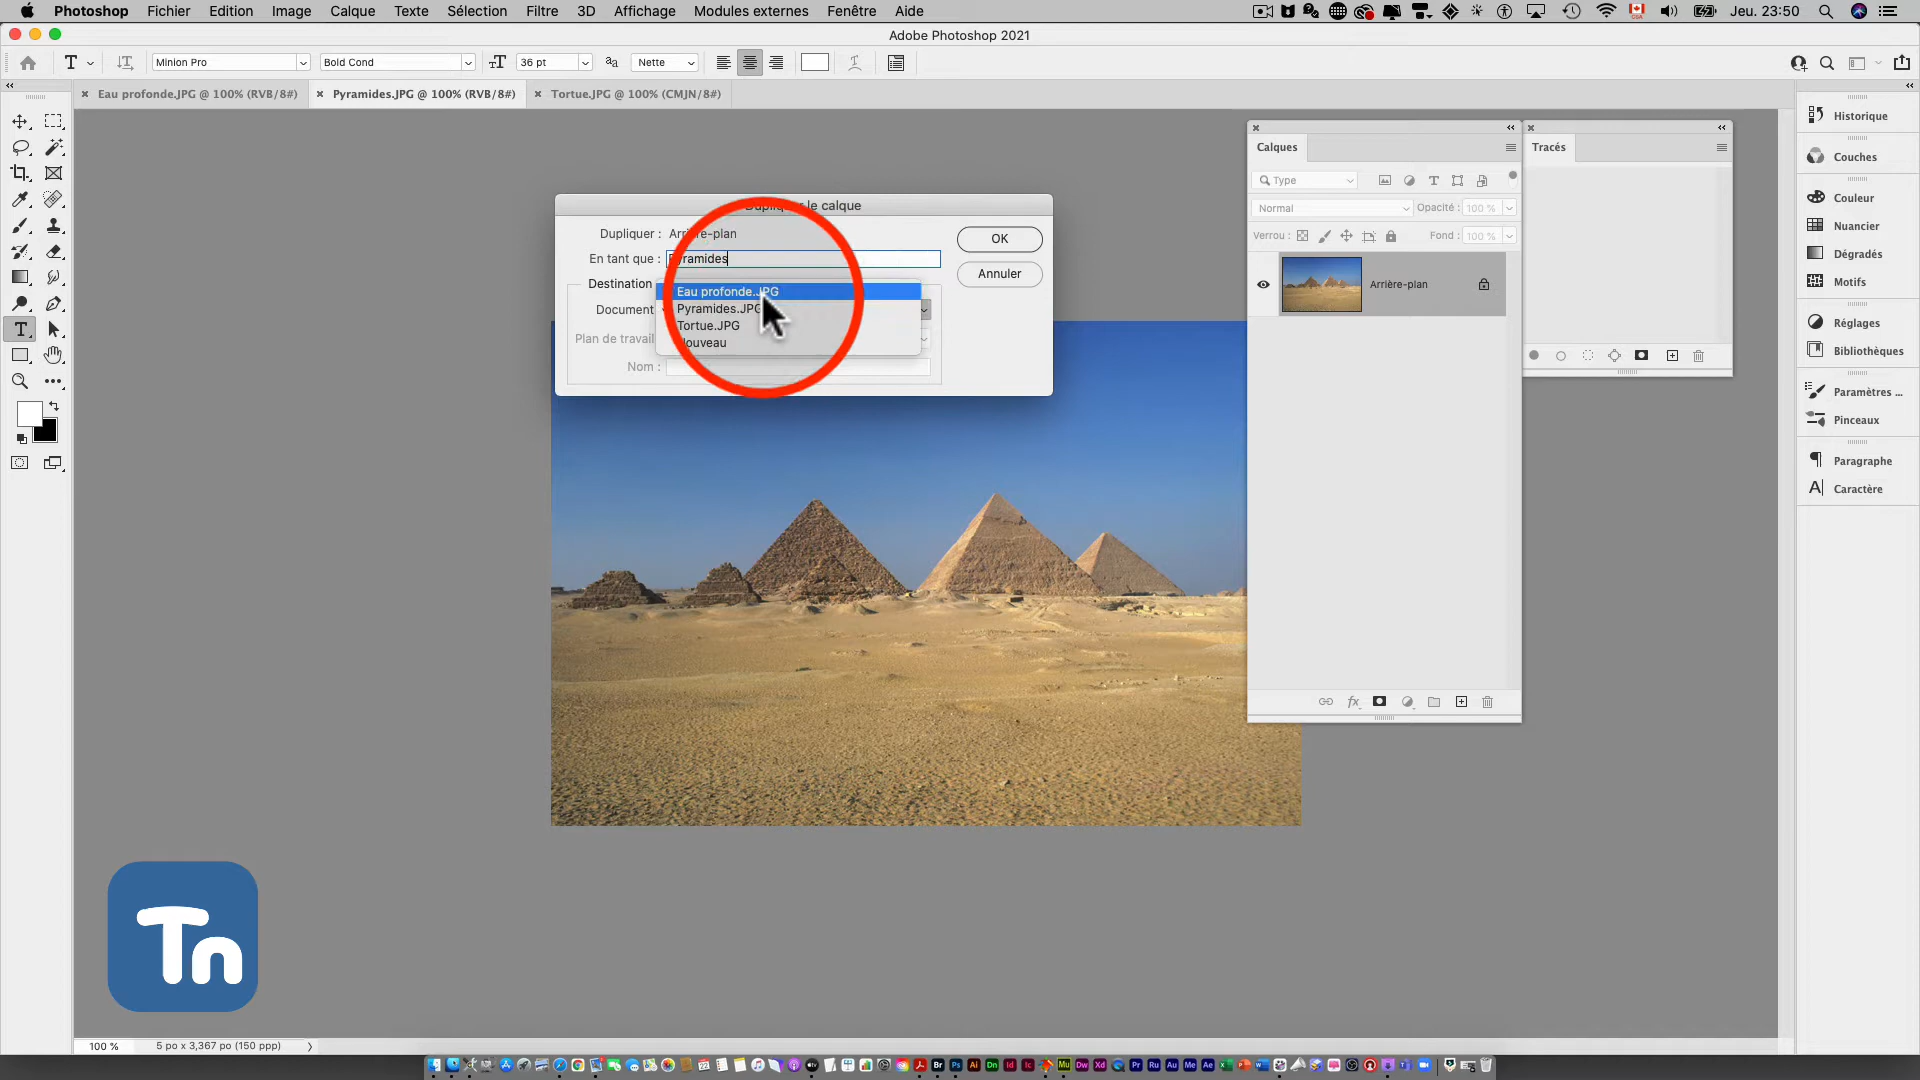 Photoshop Fichier Edition Image Calque Texte Sélection Filtre 3D Affichage Modules externes Fenêtre Aide Jeu. 23:50
Adobe Photoshop 2021
Minion Pro Bold Cond 36 pt Nette
Eau profonde.JPG @ 100% (RVB/8#) Pyramides.JPG @ 100% (RVB/8#) Tortue.JPG @ 100% (CMJN/8#)
le calque
Dupliquer : Arrière-plan
En tant que : Pyramides
OK
Annuler
Destination
Document
Eau profonde..JPG
Pyramides.JPG
Tortue.JPG
Nouveau
Plan de travail
Nom :
Calques
Type
Normal Opacité : 100 %
Verrou : Fond : 100 %
Arrière-plan
fx
Tracés
Historique
Couches
Couleur
Nuancier
Dégradés
Motifs
Réglages
Bibliothèques
Paramètres ...
Pinceaux
Paragraphe
Caractère
Tn
100 % 5 po x 3,367 po (150 ppp)